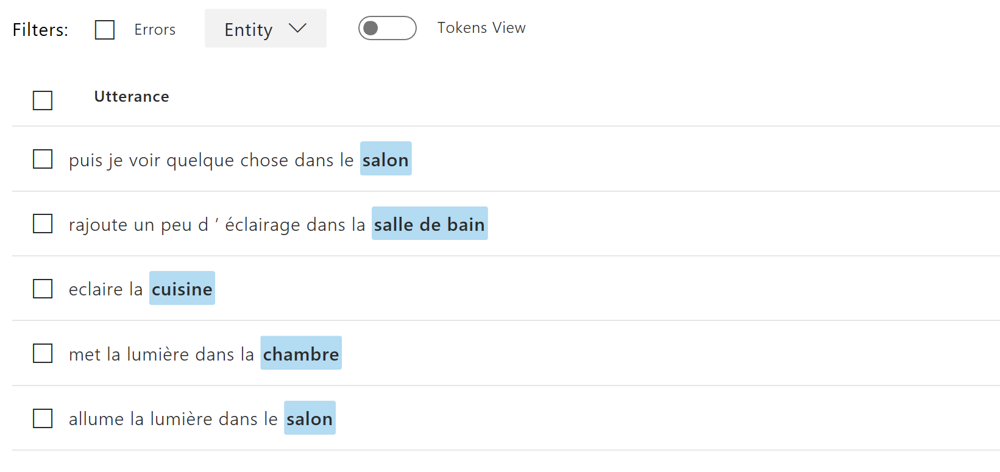 Filters: Errors Entity Tokens View
Utterance
puis je voir quelque chose dans le salon
rajoute un peu d ’ éclairage dans la salle de bain
eclaire la cuisine
met la lumière dans la chambre
allume la lumière dans le salon